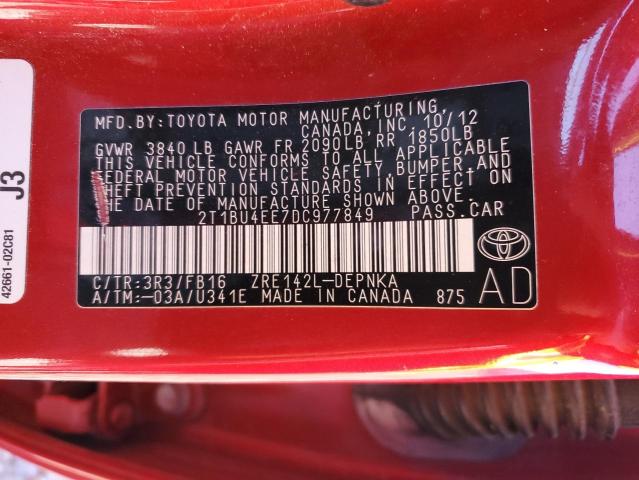 MFD.BY:TOYOTA MOTOR MANUFACTURING,
CANADA, INC. 10/12
GVWR 3840 LB GAWR FR 2090LB RR 1850LB
THIS VEHICLE CONFORMS TO ALL APPLICABLE
FEDERAL MOTOR VEHICLE SAFETY, BUMPER, AND
THEFT PREVENTION STANDARDS IN EFFECT ON
THE DATE OF MANUFACTURE SHOWN ABOVE.
2T1BU4EE7DC977849 PASS.CAR
C/TR:3R3/FB16 ZRE142L-DEPNKA
A/TM:-03A/U341E MADE IN CANADA 875
AD
J3
42661-02C81